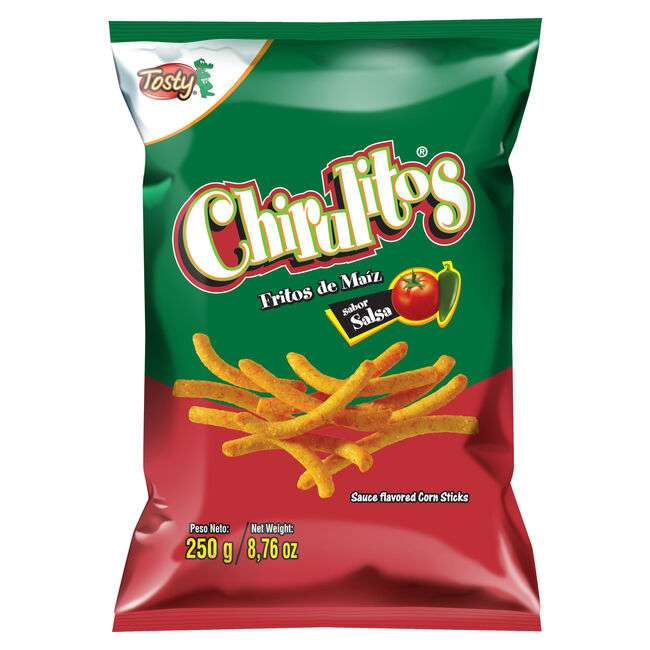 Tosty®
Chirulitos®
Fritos de Maíz
sabor
Salsa
Sauce flavored Corn Sticks
Peso Neto: / Net Weight:
250 g / 8,76 oz